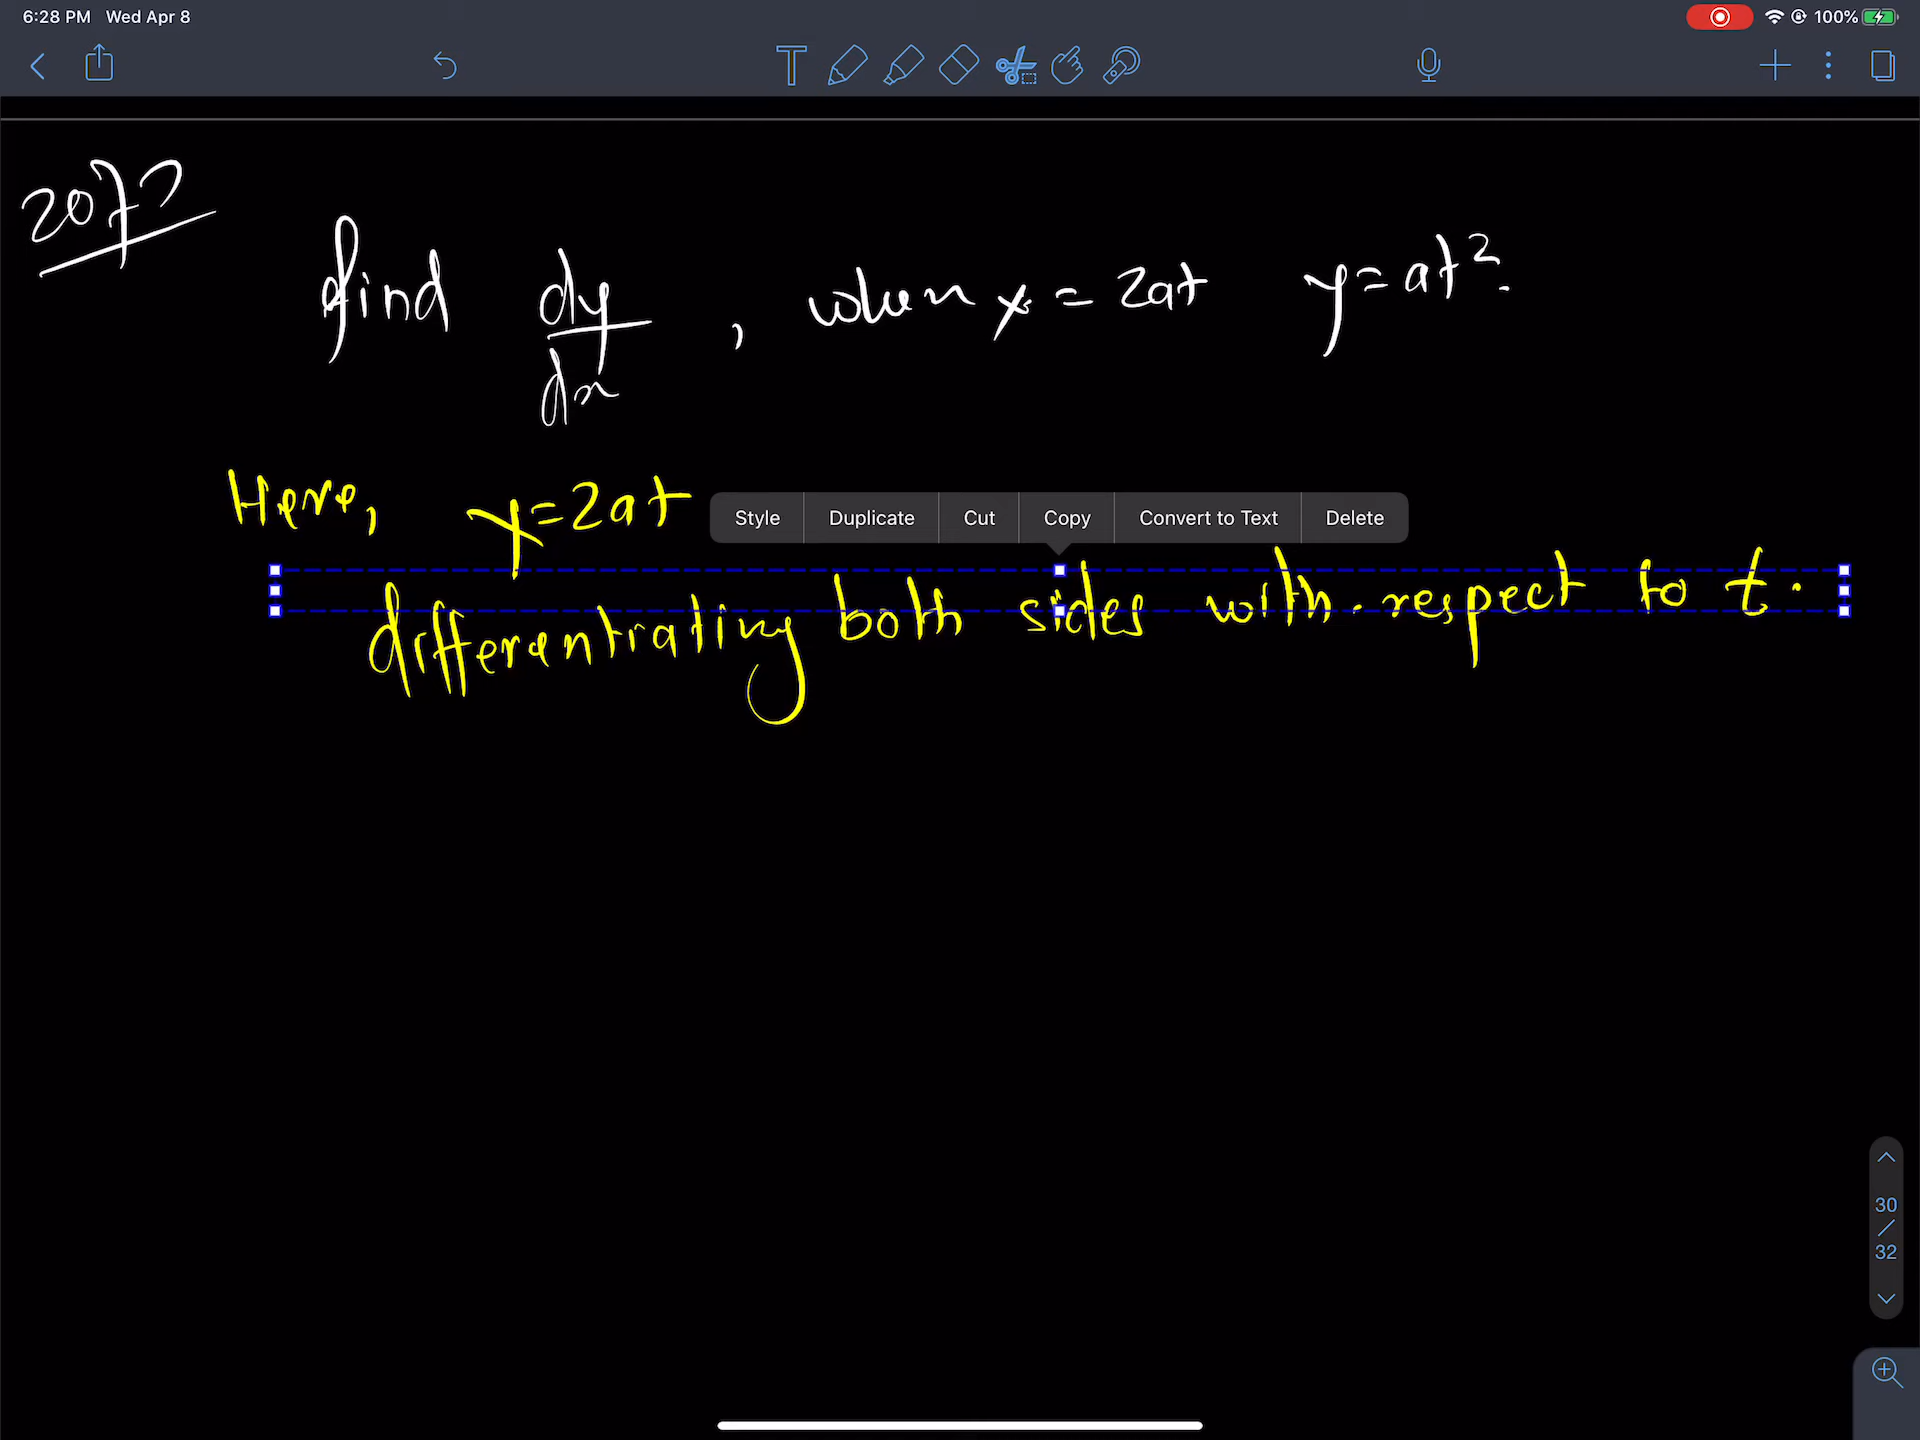 6:28 PM Wed Apr 8
100%
2072
find dy/dx , when x = 2at y = at².
Here, x = 2at
Style Duplicate Cut Copy Convert to Text Delete
differentrating both sides with respect to t.
30
/
32